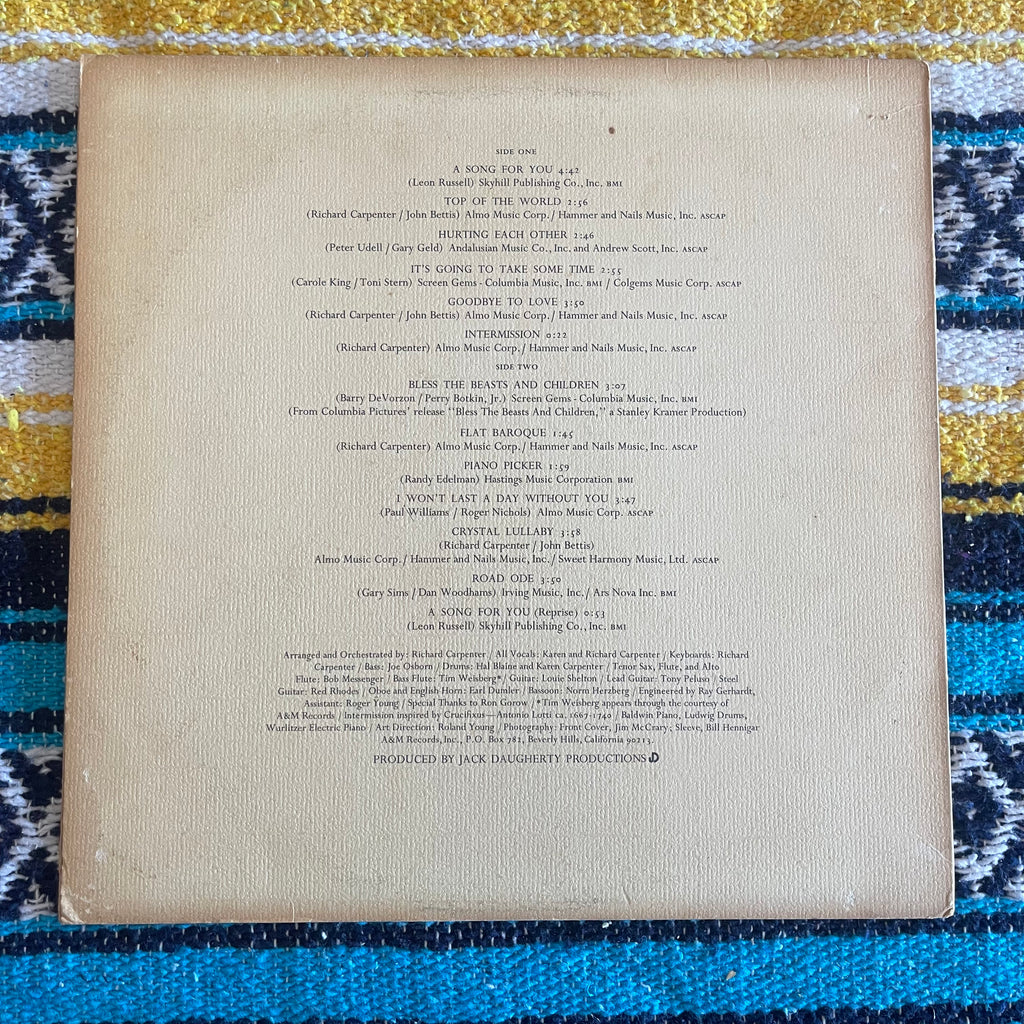 SIDE ONE
A SONG FOR YOU 4:42
(Leon Russell) Skyhill Publishing Co., Inc. BMI
TOP OF THE WORLD 2:56
(Richard Carpenter / John Bettis) Almo Music Corp. / Hammer and Nails Music, Inc. ASCAP
HURTING EACH OTHER 2:46
(Peter Udell / Gary Geld) Andalusian Music Co., Inc. and Andrew Scott, Inc. ASCAP
IT'S GOING TO TAKE SOME TIME 2:55
(Carole King / Toni Stern) Screen Gems - Columbia Music, Inc. BMI / Colgems Music Corp. ASCAP
GOODBYE TO LOVE 3:50
(Richard Carpenter / John Bettis) Almo Music Corp. / Hammer and Nails Music, Inc. ASCAP
INTERMISSION 0:22
(Richard Carpenter) Almo Music Corp. / Hammer and Nails Music, Inc. ASCAP
SIDE TWO
BLESS THE BEASTS AND CHILDREN 3:07
(Barry DeVorzon / Perry Botkin, Jr.) Screen Gems - Columbia Music, Inc. BMI
(From Columbia Pictures' release "Bless The Beasts And Children," a Stanley Kramer Production)
FLAT BAROQUE 1:45
(Richard Carpenter) Almo Music Corp. / Hammer and Nails Music, Inc. ASCAP
PIANO PICKER 1:59
(Randy Edelman) Hastings Music Corporation BMI
I WON'T LAST A DAY WITHOUT YOU 3:47
(Paul Williams / Roger Nichols) Almo Music Corp. ASCAP
CRYSTAL LULLABY 3:58
(Richard Carpenter / John Bettis)
Almo Music Corp. / Hammer and Nails Music, Inc. / Sweet Harmony Music, Ltd. ASCAP
ROAD ODE 3:50
(Gary Sims / Dan Woodhams) Irving Music, Inc. / Ars Nova Inc. BMI
A SONG FOR YOU (Reprise) 0:53
(Leon Russell) Skyhill Publishing Co., Inc. BMI
Arranged and Orchestrated by: Richard Carpenter / All Vocals: Karen and Richard Carpenter / Keyboards: Richard
Carpenter / Bass: Joe Osborn / Drums: Hal Blaine and Karen Carpenter / Tenor Sax, Flute, and Alto
Flute: Bob Messenger / Bass Flute: Tim Weisberg* / Guitar: Louie Shelton / Lead Guitar: Tony Peluso / Steel
Guitar: Red Rhodes / Oboe and English Horn: Earl Dumler / Bassoon: Norm Herzberg / Engineered by Ray Gerhardt,
Assistant: Roger Young / Special Thanks to Ron Gorow / *Tim Weisberg appears through the courtesy of
A&M Records / Intermission inspired by Crucifixus—Antonio Lotti ca. 1667-1740 / Baldwin Piano, Ludwig Drums,
Wurlitzer Electric Piano / Art Direction: Roland Young / Photography: Front Cover, Jim McCrary; Sleeve, Bill Hennigar
A&M Records, Inc., P.O. Box 782, Beverly Hills, California 90213.
PRODUCED BY JACK DAUGHERTY PRODUCTIONS JD